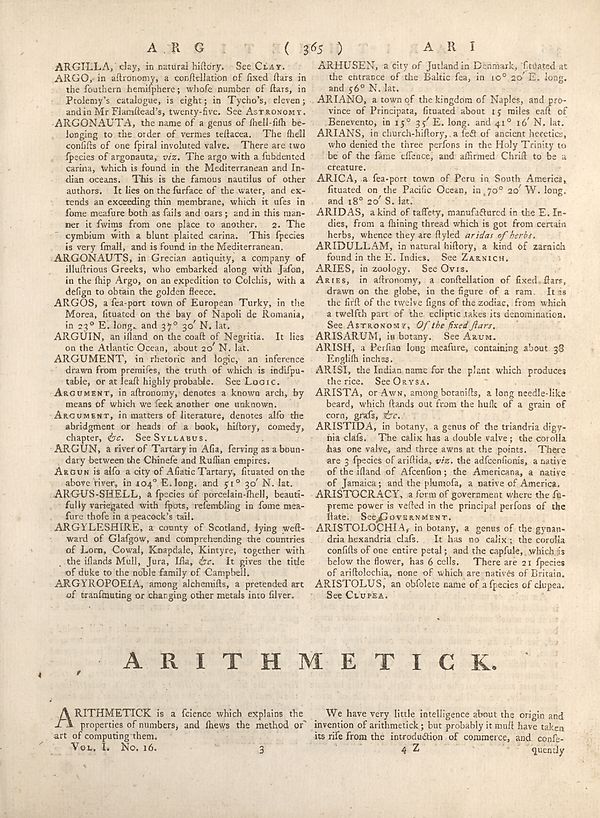 A R G ( 365 ) A R I
ARGILLA, clay, in natural hiſtory. See CLAY.
ARGO, in aſtronomy, a conſtellation of fixed ſtars in
the ſouthern hemiſphere; whoſe number of ſtars, in
Ptolemy's catalogue, is eight; in Tycho's, eleven;
and in Mr Flamſtead's, twenty-five. See ASTRONOMY.
ARGONAUTA, the name of a genus of ſhell-fiſh be-
longing to the order of vermes teſtacea. The ſhell
conſiſts of one ſpiral involuted valve. There are two
ſpecies of argonauta, viz. The argo with a ſubdented
carina, which is found in the Mediterranean and In-
dian oceans. This is the famous nautilus of other
authors. It lies on the ſurface of the water, and ex-
tends an exceeding thin membrane, which it uſes in
ſome meaſure both as ſails and oars; and in this man-
ner it ſwims from one place to another. 2. The
cymbium with a blunt plaited carina. This ſpecies
is very ſmall, and is found in the Mediterranean.
ARGONAUTS, in Grecian antiquity, a company of
illuſtrious Greeks, who embarked along with Jaſon,
in the ſhip Argo, on an expedition to Colchis, with a
deſign to obtain the golden fleece.
ARGOS, a ſea-port town of European Turky, in the
Morea, ſituated on the bay of Napoli de Romania,
in 23° E. long. and 37° 30′ N. lat.
ARGUIN, an iſland on the coaſt of Negritia. It lies
on the Atlantic Ocean, about 20′ N. lat.
ARGUMENT, in rhetoric and logic, an inference
drawn from premiſes, the truth of which is indiſpu-
table, or at leaſt highly probable. See LOGIC.
ARGUMENT, in aſtronomy, denotes a known arch, by
means of which we ſeek another one unknown.
ARGUMENT, in matters of literature, denotes alſo the
abridgment or heads of a book, hiſtory, comedy,
chapter, &c. See SYLLABUS.
ARGUN, a river of Tartary in Aſia, ſerving as a boun-
dary between the Chineſe and Ruſſian empires.
ARGUN is alſo a city of Aſiatic Tartary, ſituated on the
above river, in 104° E. long. and 51° 30′ N. lat.
ARGUS-SHELL, a ſpecies of porcelain-ſhell, beauti-
fully variegated with ſpots, reſembling in ſome mea-
ſure thoſe in a peacock's tail.
ARGYLESHIRE, a county of Scotland, lying weſt-
ward of Glaſgow, and comprehending the countries
of Lorn, Cowal, Knapdale, Kintyre, together with
the iſlands Mull, Jura, Iſla, &c. It gives the title
of duke to the noble family of Campbell.
ARGYROPOEIA, among alchemiſts, a pretended art
of tranſmuting or changing other metals into ſilver.
ARHUSEN, a city of Jutland in Denmark, ſituated at
the entrance of the Baltic ſea, in 10° 20′ E. long.
and 56° N. lat.
ARIANO, a town of the kingdom of Naples, and pro-
vince of Principata, ſituated about 15 miles eaſt of
Benevento, in 15° 35′ E. long. and 41° 16′ N. lat.
ARIANS, in church-hiſtory, a ſect of ancient heretics,
who denied the three perſons in the Holy Trinity to
be of the ſame eſſence, and affirmed Chriſt to be a
creature.
ARICA, a ſea-port town of Peru in South America,
ſituated on the Pacific Ocean, in 70° 20′ W. long.
and 18° 20′ S. lat.
ARIDAS, a kind of taffety, manufactured in the E. In-
dies, from a ſhining thread which is got from certain
herbs, whence they are ſtyled aridas of herbs.
ARIDULLAM, in natural hiſtory, a kind of zarnich
found in the E. Indies. See ZARNICH.
ARIES, in zoology. See OVIS.
ARIES, in aſtronomy, a conſtellation of fixed ſtars,
drawn on the globe, in the figure of a ram. It is
the firſt of the twelve ſigns of the zodiac, from which
a twelfth part of the ecliptic takes its denomination.
See ASTRONOMY, Of the fixed ſtars.
ARISARUM, in botany. See ARUM.
ARISH, a Perſian long meaſure, containing about 38
Engliſh inches.
ARISI, the Indian name for the plant which produces
the rice. See ORYSA.
ARISTA, or AWN, among botaniſts, a long needle-like
beard, which ſtands out from the huſk of a grain of
corn, graſs, &c.
ARISTIDA, in botany, a genus of the triandria digy-
nia claſs. The calix has a double valve; the corolla
has one valve, and three awns at the points. There
are 3 ſpecies of ariſtida, viz. the adſcenſionis, a native
of the iſland of Aſcenſion; the Americana, a native
of Jamaica; and the plumoſa, a native of America.
ARISTOCRACY, a form of government where the ſu-
preme power is veſted in the principal perſons of the
ſtate. See GOVERNMENT.
ARISTOLOCHIA, in botany, a genus of the gynan-
dria hexandria claſs. It has no calix; the corolla
conſiſts of one entire petal; and the capſule, which is
below the flower, has 6 cells. There are 21 ſpecies
of ariſtolochia, none of which are natives of Britain.
ARISTOLUS, an obſolete name of a ſpecies of clupea.
See CLUPEA.
ARITHMETICK.
ARITHMETICK is a ſcience which explains the
properties of numbers, and ſhews the method or
art of computing them.
VOL. I. No. 16. 3
We have very little intelligence about the origin and
invention of arithmetick; but probably it muſt have taken
its riſe from the introduction of commerce, and conſe-
4 Z quently